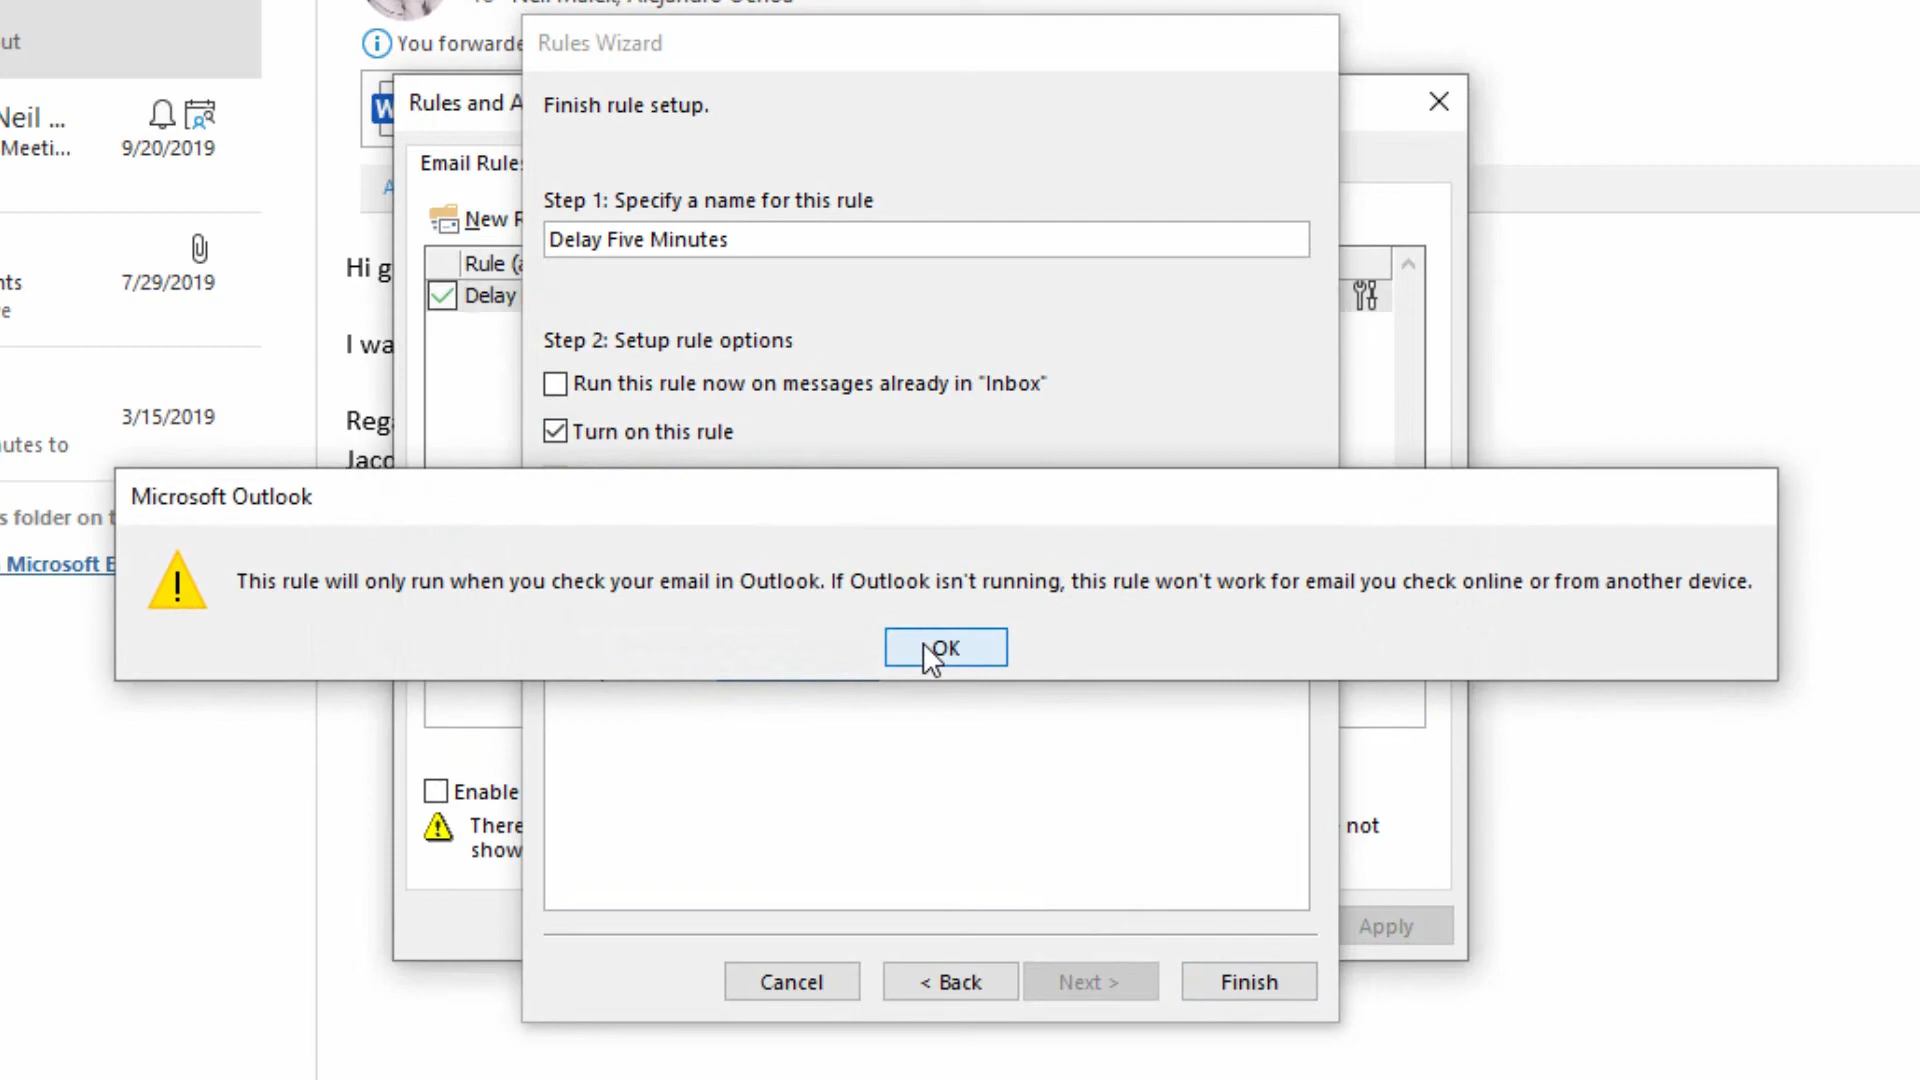 ut
You forwarde
Rules Wizard
Rules and A
Finish rule setup.
Neil ...
Meeti...
9/20/2019
Email Rules
Step 1: Specify a name for this rule
New R
Delay Five Minutes
Rule (a
Hi g
nts
7/29/2019
e
Delay
I wa
Step 2: Setup rule options
Run this rule now on messages already in "Inbox"
3/15/2019
Rega
Turn on this rule
nutes to
Jaco
Microsoft Outlook
s folder on t
Microsoft E
This rule will only run when you check your email in Outlook. If Outlook isn't running, this rule won't work for email you check online or from another device.
OK
Enable
There
not
show
Apply
Cancel
< Back
Next >
Finish